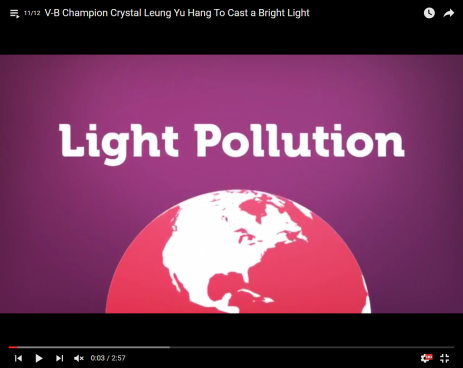 11/12 V-B Champion Crystal Leung Yu Hang To Cast a Bright Light
Light Pollution
0:03 / 2:57